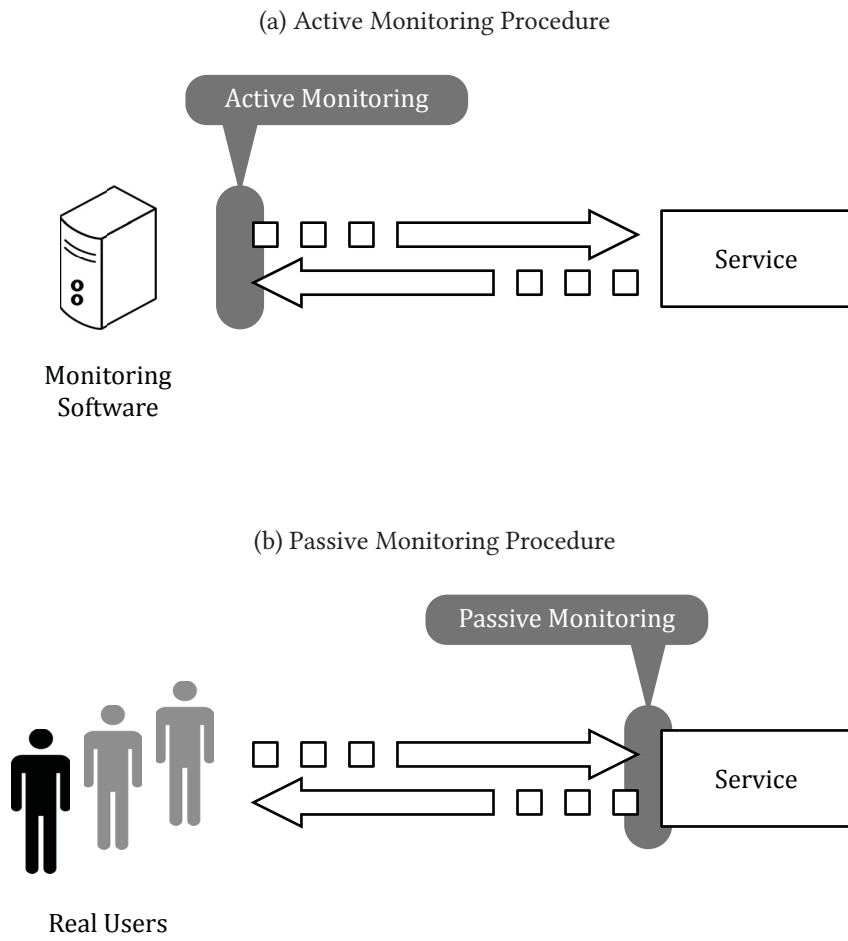 (a) Active Monitoring Procedure
Active Monitoring
Service
Monitoring
Software
(b) Passive Monitoring Procedure
Passive Monitoring
Service
Real Users